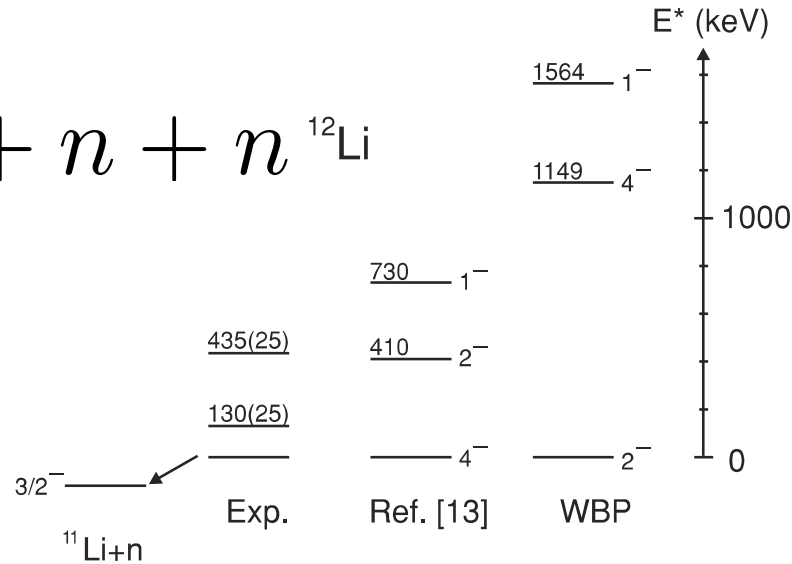 E* (keV)
+ n + n ¹²Li
1564 1⁻
1149 4⁻
1000
730 1⁻
435(25) 410 2⁻
130(25)
4⁻ 2⁻ 0
3/2⁻
Exp. Ref. [13] WBP
¹¹Li+n